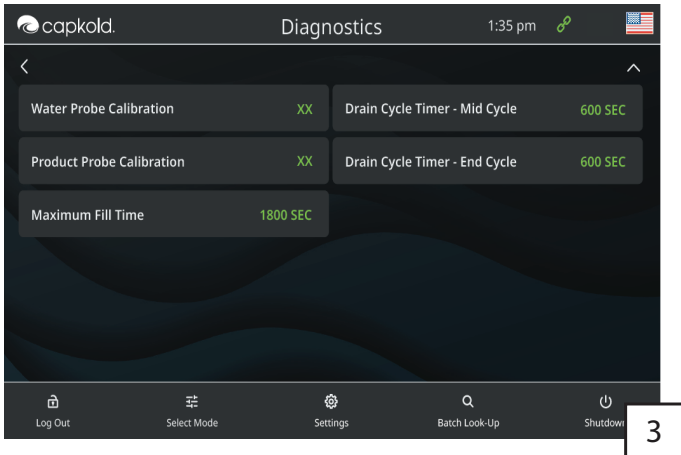 capkold.
Diagnostics
1:35 pm
Water Probe Calibration XX
Drain Cycle Timer - Mid Cycle 600 SEC
Product Probe Calibration XX
Drain Cycle Timer - End Cycle 600 SEC
Maximum Fill Time 1800 SEC
Log Out
Select Mode
Settings
Batch Look-Up
Shutdown
3